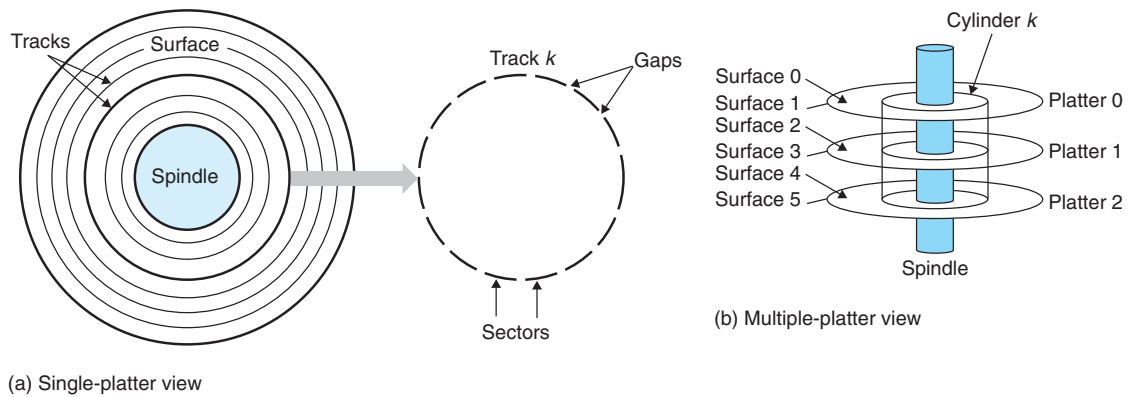 Tracks
Surface
Spindle
Track k
Gaps
Sectors
(a) Single-platter view
Cylinder k
Surface 0
Surface 1
Surface 2
Surface 3
Surface 4
Surface 5
Platter 0
Platter 1
Platter 2
Spindle
(b) Multiple-platter view